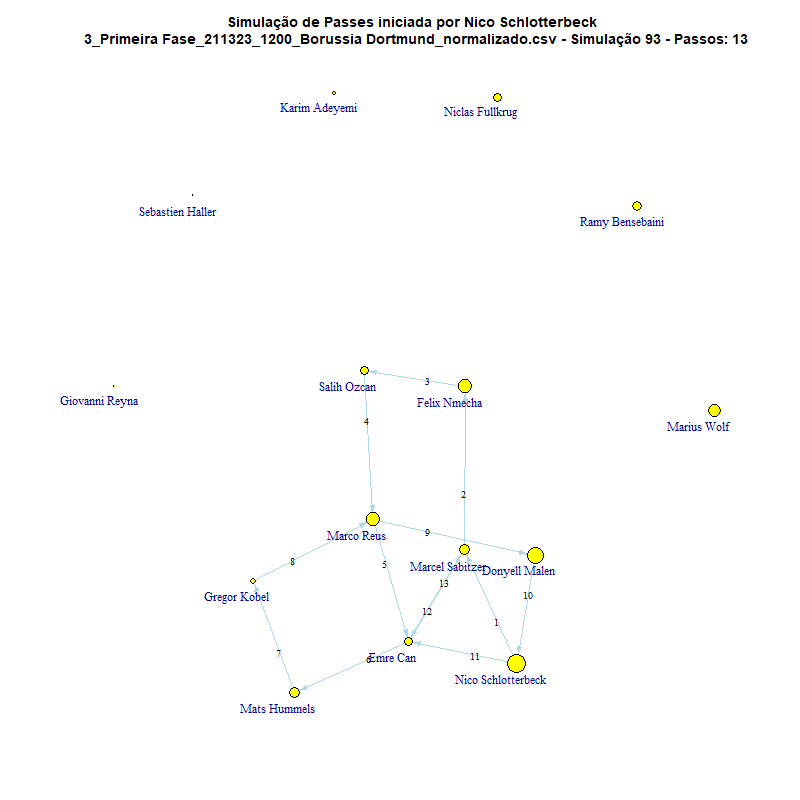 Simulação de Passes iniciada por Nico Schlotterbeck
3_Primeira Fase_211323_1200_Borussia Dortmund_normalizado.csv - Simulação 93 - Passos: 13
Karim Adeyemi
Niclas Fullkrug
Sebastien Haller
Ramy Bensebaini
Salih Ozcan
3
Felix Nmecha
Giovanni Reyna
4
Marius Wolf
2
Marco Reus
9
8
5
Marcel Sabitzer
Donyell Malen
Gregor Kobel
13
10
12
1
7
6
Emre Can
11
Nico Schlotterbeck
Mats Hummels